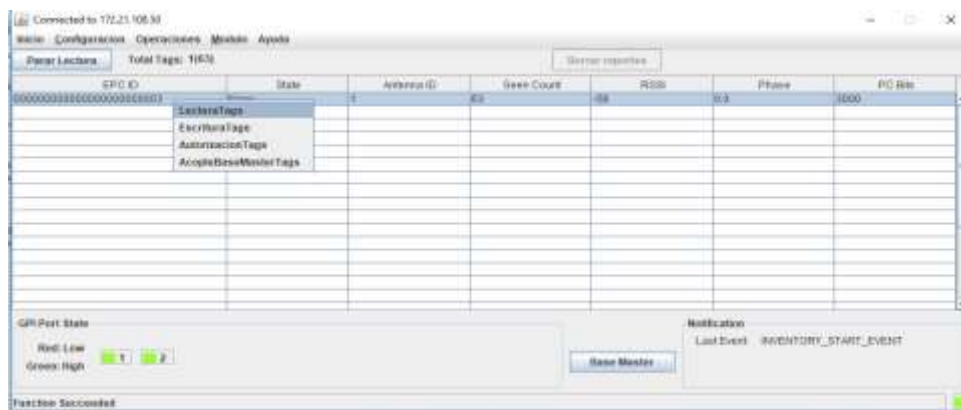 Connected to 172.21.108.50
Inicio Configuracion Operaciones Modulo Ayuda
Parar Lectura Total Tags: 1(63) Borrar reportes
EPC ID State Antenna ID Seen Count RSSI Phase PC Bits
1 63 -58 0.0 3000
LecturaTags
EscrituraTags
AutorizacionTags
AcopleBaseMasterTags
GPI Port State Notification
Red: Low 1 2 Last Event: INVENTORY_START_EVENT
Green: High Base Master
Function Succeeded